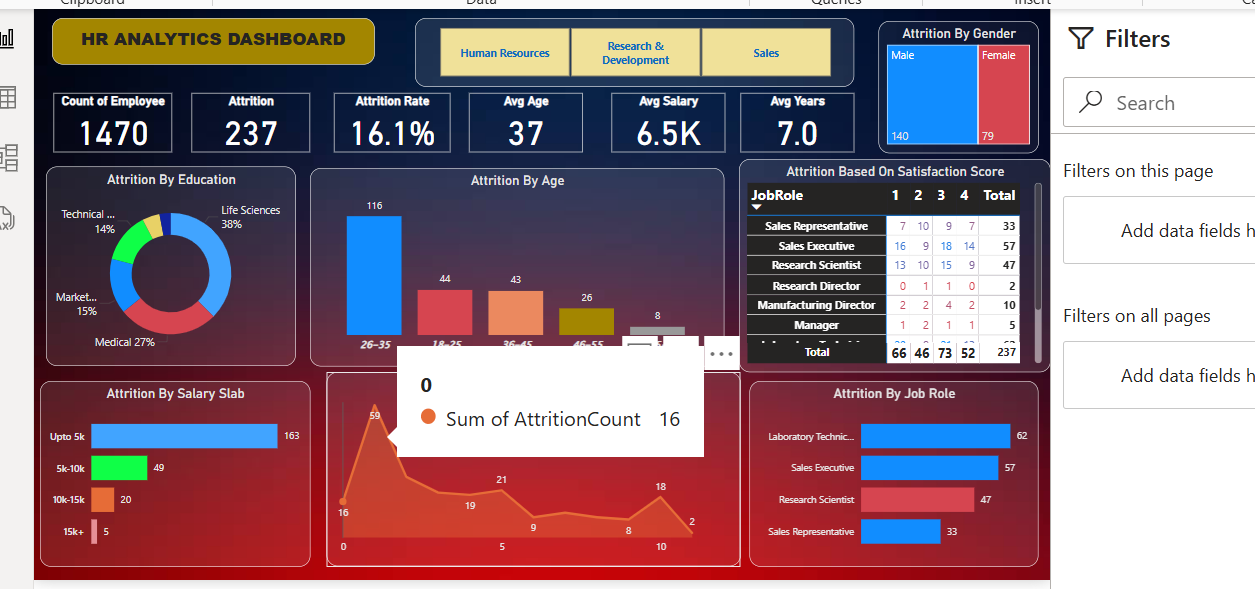 Clipboard
Data
Queries
Insert
HR ANALYTICS DASHBOARD
Human Resources
Research &
Development
Sales
Attrition By Gender
Male
Female
140
79
Count of Employee
1470
Attrition
237
Attrition Rate
16.1%
Avg Age
37
Avg Salary
6.5K
Avg Years
7.0
Filters
Search
Filters on this page
Add data fields h
Filters on all pages
Add data fields h
Attrition By Education
Technical ...
14%
Life Sciences
38%
Market...
15%
Medical 27%
Attrition By Age
116
44
43
26
8
26-35
18-25
36-45
46-55
Attrition Based On Satisfaction Score
JobRole 1 2 3 4 Total
Sales Representative 7 10 9 7 33
Sales Executive 16 9 18 14 57
Research Scientist 13 10 15 9 47
Research Director 0 1 1 0 2
Manufacturing Director 2 2 4 2 10
Manager 1 2 1 1 5
Total 66 46 73 52 237
Attrition By Salary Slab
Upto 5k 163
5k-10k 49
10k-15k 20
15k+ 5
0
Sum of AttritionCount 16
59
16
19
21
9
8
18
2
0 5 10
Attrition By Job Role
Laboratory Technic... 62
Sales Executive 57
Research Scientist 47
Sales Representative 33